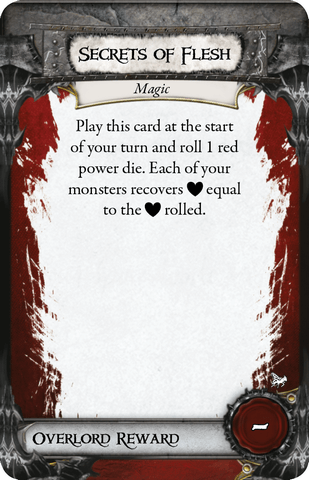 Secrets of Flesh
Magic
Play this card at the start
of your turn and roll 1 red
power die. Each of your
monsters recovers ♥ equal
to the ♥ rolled.
Overlord Reward
-